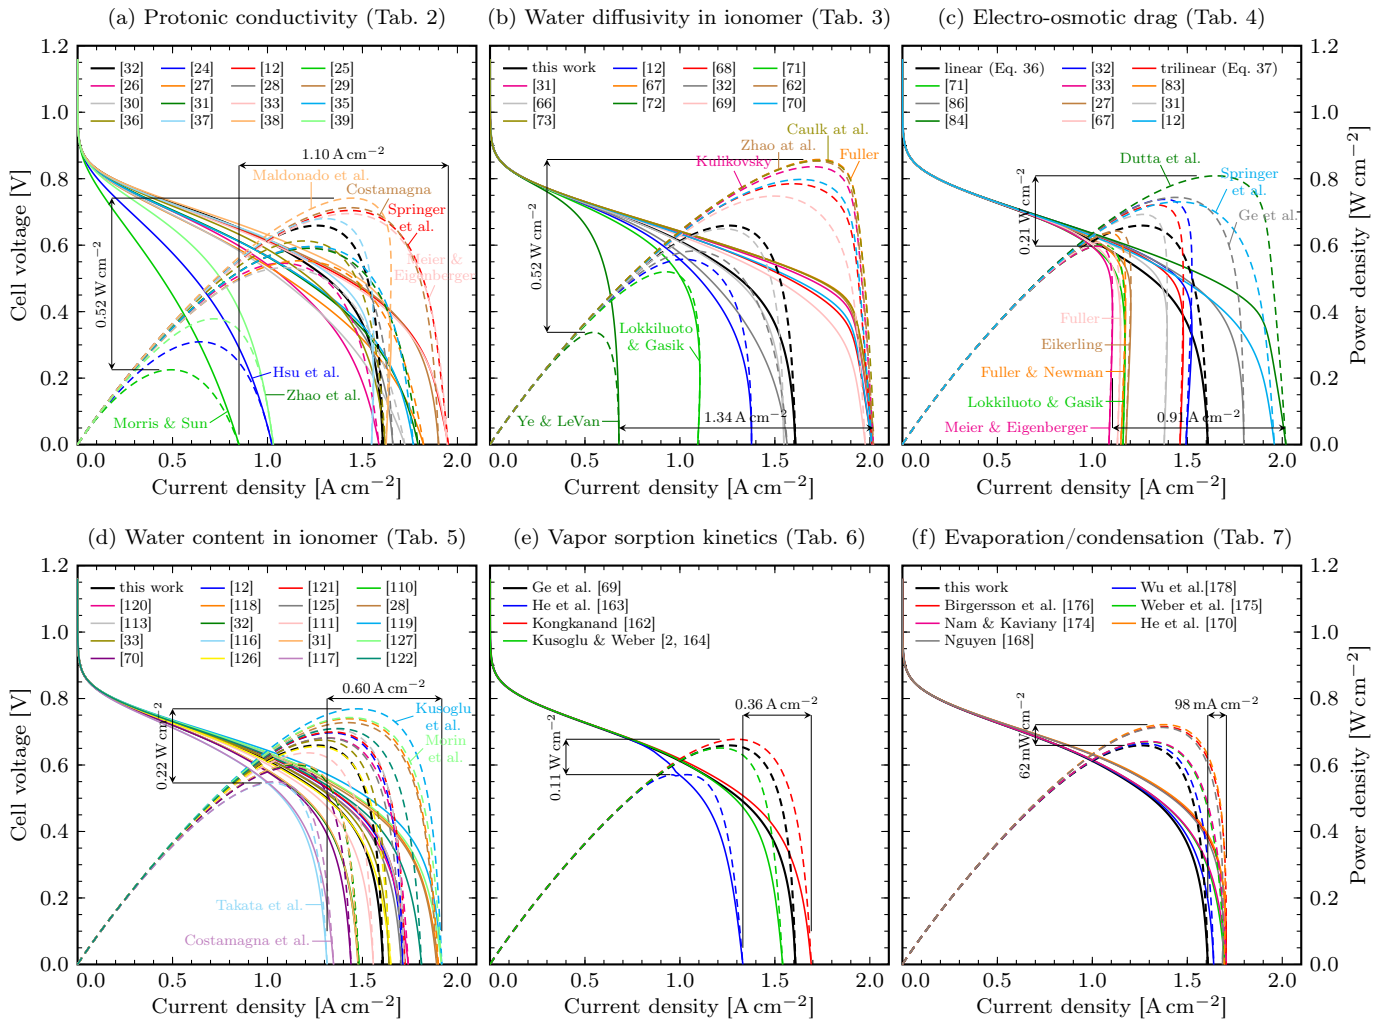 (a) Protonic conductivity (Tab. 2)
(b) Water diffusivity in ionomer (Tab. 3)
(c) Electro-osmotic drag (Tab. 4)
Cell voltage [V]
1.2
1.0
0.8
0.6
0.4
0.2
0.0
[32] [24] [12] [25]
[26] [27] [28] [29]
[30] [31] [33] [35]
[36] [37] [38] [39]
1.10 A cm−2
Maldonado et al.
Costamagna
Springer
et al.
Meier &
Eigenberger
0.52 W cm−2
Hsu et al.
Zhao et al.
Morris & Sun
0.0 0.5 1.0 1.5 2.0
Current density [A cm−2]
this work [12] [68] [71]
[31] [67] [32] [62]
[66] [72] [69] [70]
[73]
Caulk at al.
Zhao at al.
Fuller
Kulikovsky
0.52 W cm−2
Lokkiluoto
& Gasik
Ye & LeVan
1.34 A cm−2
0.0 0.5 1.0 1.5 2.0
Current density [A cm−2]
linear (Eq. 36) [32] trilinear (Eq. 37)
[71] [33] [83]
[86] [27] [31]
[84] [67] [12]
Dutta et al.
Springer
et al.
Ge et al.
0.21 W cm−2
Fuller
Eikerling
Fuller & Newman
Lokkiluoto & Gasik
0.91 A cm−2
Meier & Eigenberger
0.0 0.5 1.0 1.5 2.0
Current density [A cm−2]
1.2
1.0
0.8
0.6
0.4
0.2
0.0
Power density [W cm−2]
(d) Water content in ionomer (Tab. 5)
(e) Vapor sorption kinetics (Tab. 6)
(f) Evaporation/condensation (Tab. 7)
Cell voltage [V]
1.2
1.0
0.8
0.6
0.4
0.2
0.0
this work [12] [121] [110]
[120] [118] [125] [28]
[113] [32] [111] [119]
[33] [116] [31] [127]
[70] [126] [117] [122]
0.60 A cm−2
Kusoglu
et al.
Morin
et al.
0.22 W cm−2
Takata et al.
Costamagna et al.
0.0 0.5 1.0 1.5 2.0
Current density [A cm−2]
Ge et al. [69]
He et al. [163]
Kongkanand [162]
Kusoglu & Weber [2, 164]
0.36 A cm−2
0.11 W cm−2
0.0 0.5 1.0 1.5 2.0
Current density [A cm−2]
this work Wu et al.[178]
Birgersson et al. [176] Weber et al. [175]
Nam & Kaviany [174] He et al. [170]
Nguyen [168]
98 mA cm−2
62 mW cm−2
0.0 0.5 1.0 1.5 2.0
Current density [A cm−2]
1.2
1.0
0.8
0.6
0.4
0.2
0.0
Power density [W cm−2]